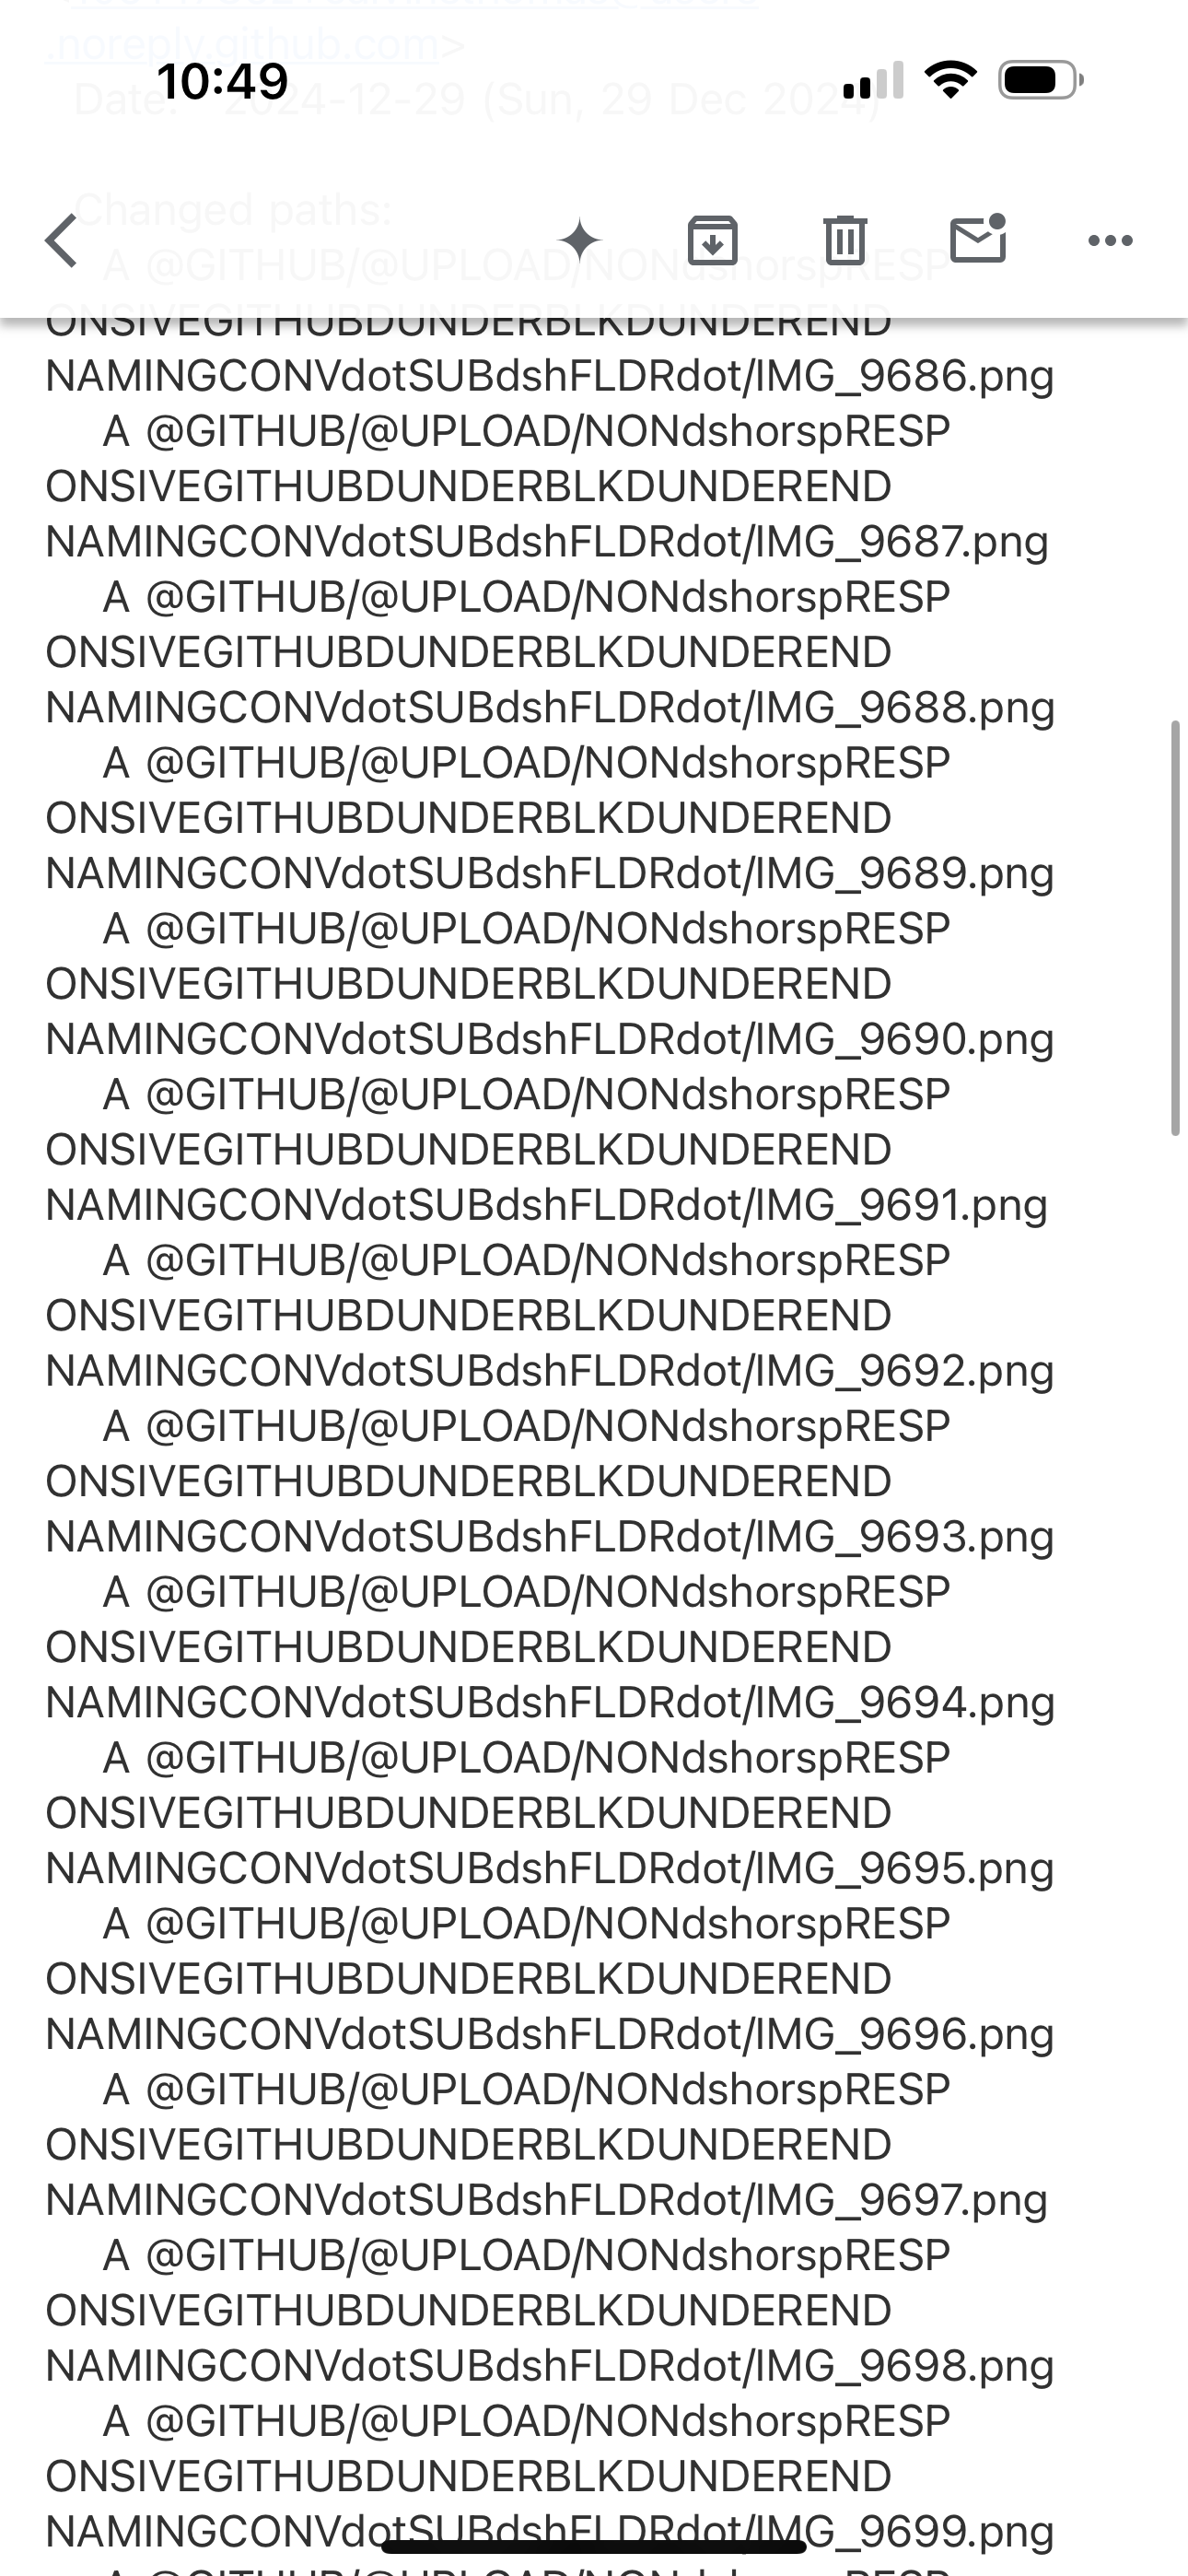 .noreply.github.com>
10:49
Date: 2024-12-29 (Sun, 29 Dec 2024)
Changed paths:
A @GITHUB/@UPLOAD/NONdshorspRESP
ONSIVEGITHUBDUNDERBLKDUNDEREND
NAMINGCONVdotSUBdshFLDRdot/IMG_9686.png
A @GITHUB/@UPLOAD/NONdshorspRESP
ONSIVEGITHUBDUNDERBLKDUNDEREND
NAMINGCONVdotSUBdshFLDRdot/IMG_9687.png
A @GITHUB/@UPLOAD/NONdshorspRESP
ONSIVEGITHUBDUNDERBLKDUNDEREND
NAMINGCONVdotSUBdshFLDRdot/IMG_9688.png
A @GITHUB/@UPLOAD/NONdshorspRESP
ONSIVEGITHUBDUNDERBLKDUNDEREND
NAMINGCONVdotSUBdshFLDRdot/IMG_9689.png
A @GITHUB/@UPLOAD/NONdshorspRESP
ONSIVEGITHUBDUNDERBLKDUNDEREND
NAMINGCONVdotSUBdshFLDRdot/IMG_9690.png
A @GITHUB/@UPLOAD/NONdshorspRESP
ONSIVEGITHUBDUNDERBLKDUNDEREND
NAMINGCONVdotSUBdshFLDRdot/IMG_9691.png
A @GITHUB/@UPLOAD/NONdshorspRESP
ONSIVEGITHUBDUNDERBLKDUNDEREND
NAMINGCONVdotSUBdshFLDRdot/IMG_9692.png
A @GITHUB/@UPLOAD/NONdshorspRESP
ONSIVEGITHUBDUNDERBLKDUNDEREND
NAMINGCONVdotSUBdshFLDRdot/IMG_9693.png
A @GITHUB/@UPLOAD/NONdshorspRESP
ONSIVEGITHUBDUNDERBLKDUNDEREND
NAMINGCONVdotSUBdshFLDRdot/IMG_9694.png
A @GITHUB/@UPLOAD/NONdshorspRESP
ONSIVEGITHUBDUNDERBLKDUNDEREND
NAMINGCONVdotSUBdshFLDRdot/IMG_9695.png
A @GITHUB/@UPLOAD/NONdshorspRESP
ONSIVEGITHUBDUNDERBLKDUNDEREND
NAMINGCONVdotSUBdshFLDRdot/IMG_9696.png
A @GITHUB/@UPLOAD/NONdshorspRESP
ONSIVEGITHUBDUNDERBLKDUNDEREND
NAMINGCONVdotSUBdshFLDRdot/IMG_9697.png
A @GITHUB/@UPLOAD/NONdshorspRESP
ONSIVEGITHUBDUNDERBLKDUNDEREND
NAMINGCONVdotSUBdshFLDRdot/IMG_9698.png
A @GITHUB/@UPLOAD/NONdshorspRESP
ONSIVEGITHUBDUNDERBLKDUNDEREND
NAMINGCONVdotSUBdshFLDRdot/IMG_9699.png